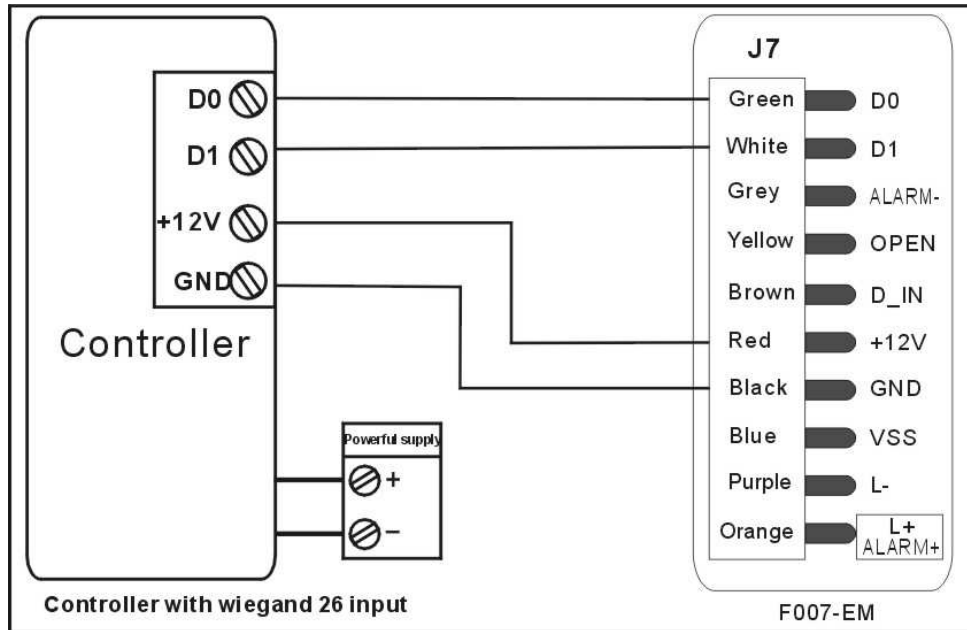 J7
D0
D1
+12V
GND
Controller
Powerful supply
+
−
Controller with wiegand 26 input
Green D0
White D1
Grey ALARM-
Yellow OPEN
Brown D_IN
Red +12V
Black GND
Blue VSS
Purple L-
Orange L+
ALARM+
F007-EM